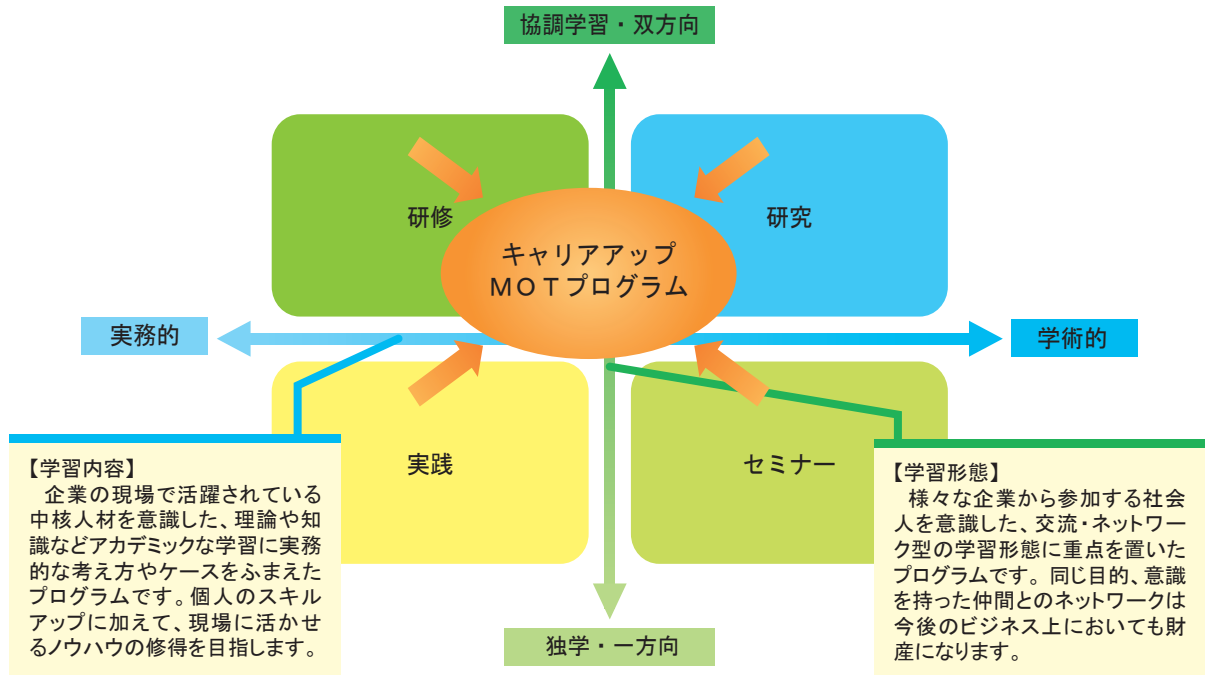 協調学習・双方向
研修
研究
キャリアアップ
MOTプログラム
実務的
学術的
実践
セミナー
【学習内容】
企業の現場で活躍されている
中核人材を意識した、理論や知
識などアカデミックな学習に実務
的な考え方やケースをふまえた
プログラムです。個人のスキル
アップに加えて、現場に活かせ
るノウハウの修得を目指します。
【学習形態】
様々な企業から参加する社会
人を意識した、交流・ネットワー
ク型の学習形態に重点を置いた
プログラムです。同じ目的、意識
を持った仲間とのネットワークは
今後のビジネス上においても財
産になります。
独学・一方向